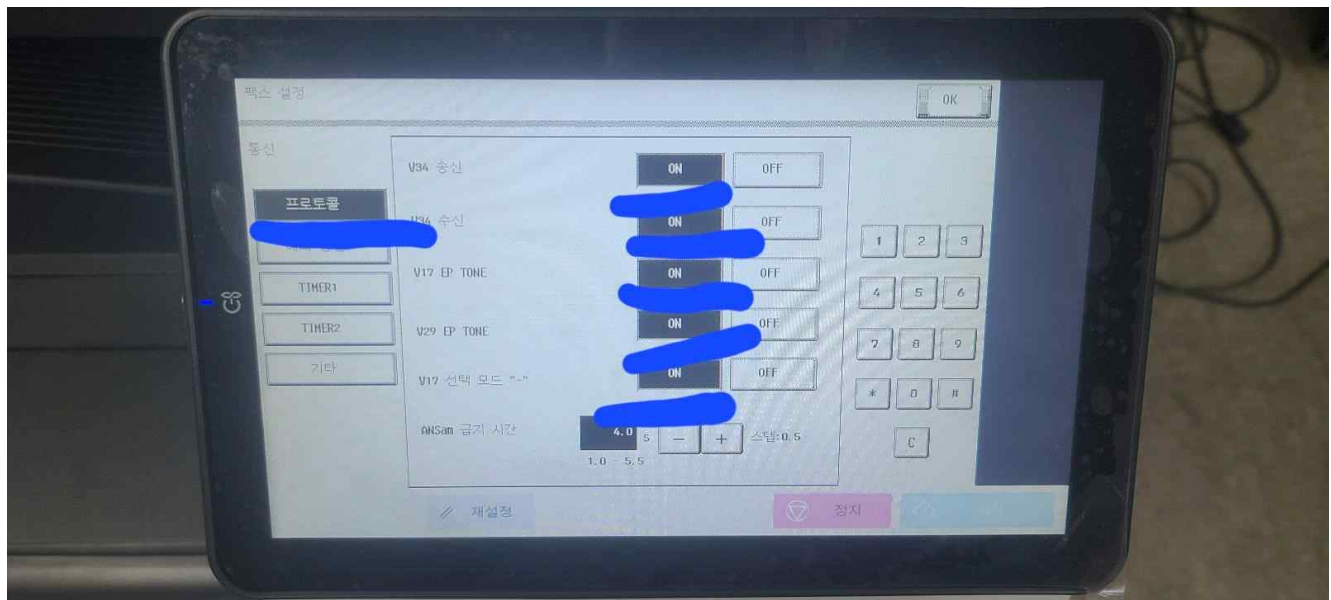 팩스 설정
OK
통신
프로토콜
TIMER1
TIMER2
기타
V34 송신 ON OFF
V34 수신 ON OFF
V17 EP TONE ON OFF
V29 EP TONE ON OFF
V17 선택 모드 "-" ON OFF
ANSam 금지 시간 4.0 S - + 스텝:0.5
1.0 - 5.5
1 2 3
4 5 6
7 8 9
* 0 #
C
재설정
정지